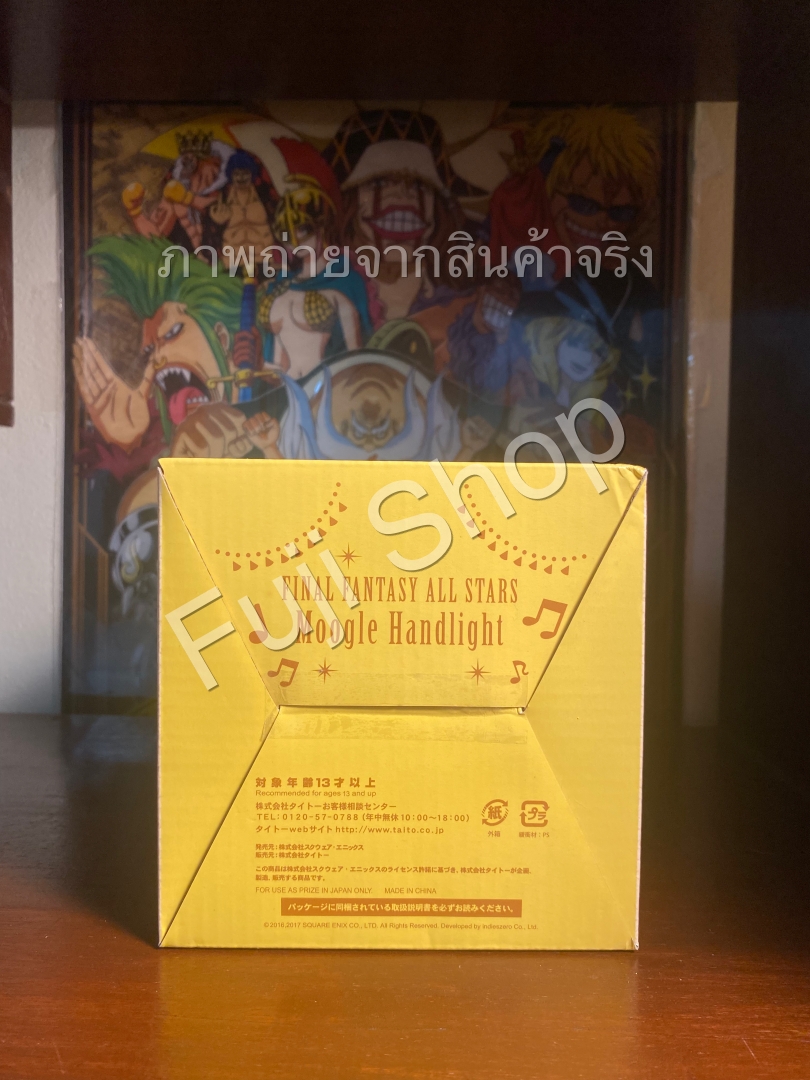 ภาพถ่ายจากสินค้าจริง
Fuji Shop
FINAL FANTASY ALL STARS
Moogle Handlight
対象年齢13才以上
Recommended for ages 13 and up
株式会社タイトーお客様相談センター
TEL:0120-57-0788(年中無休10:00~18:00)
タイトーwebサイト http://www.taito.co.jp
発売元:株式会社スクウェア・エニックス
販売元:株式会社タイトー
この商品は株式会社スクウェア・エニックスのライセンス許諾に基づき、株式会社タイトーが企画、
製造、販売する商品です。
FOR USE AS PRIZE IN JAPAN ONLY. MADE IN CHINA
紙
外箱
プラ
緩衝材:PS
パッケージに同梱されている取扱説明書を必ずお読みください。
© 2016,2017 SQUARE ENIX CO., LTD. All Rights Reserved. Developed by indieszero Co., Ltd.